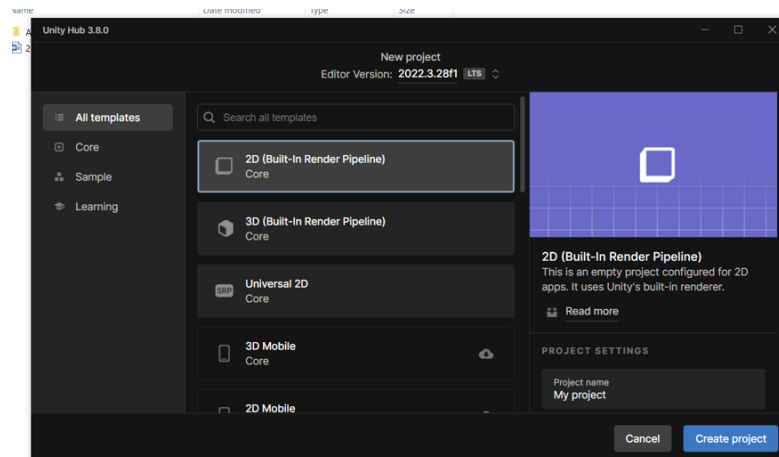 Name
Date modified
Type
Size
A
2
Unity Hub 3.8.0
New project
Editor Version: 2022.3.28f1 LTS
All templates
Core
Sample
Learning
Search all templates
2D (Built-In Render Pipeline)
Core
3D (Built-In Render Pipeline)
Core
SRP
Universal 2D
Core
3D Mobile
Core
2D Mobile
2D (Built-In Render Pipeline)
This is an empty project configured for 2D
apps. It uses Unity's built-in renderer.
Read more
PROJECT SETTINGS
Project name
My project
Cancel
Create project